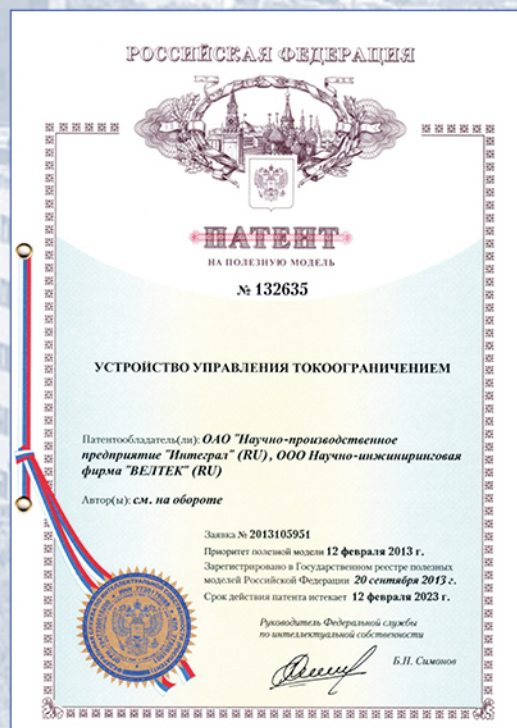 РОССИЙСКАЯ ФЕДЕРАЦИЯ
ПАТЕНТ
НА ПОЛЕЗНУЮ МОДЕЛЬ
№ 132635
УСТРОЙСТВО УПРАВЛЕНИЯ ТОКООГРАНИЧЕНИЕМ
Патентообладатель(ли): ОАО "Научно-производственное
предприятие "Интеграл" (RU), ООО Научно-инжиниринговая
фирма "ВЕЛТЕК" (RU)
Автор(ы): см. на обороте
Заявка № 2013105951
Приоритет полезной модели 12 февраля 2013 г.
Зарегистрировано в Государственном реестре полезных
моделей Российской Федерации 20 сентября 2013 г.
Срок действия патента истекает 12 февраля 2023 г.
Руководитель Федеральной службы
по интеллектуальной собственности
Б.П. Симонов